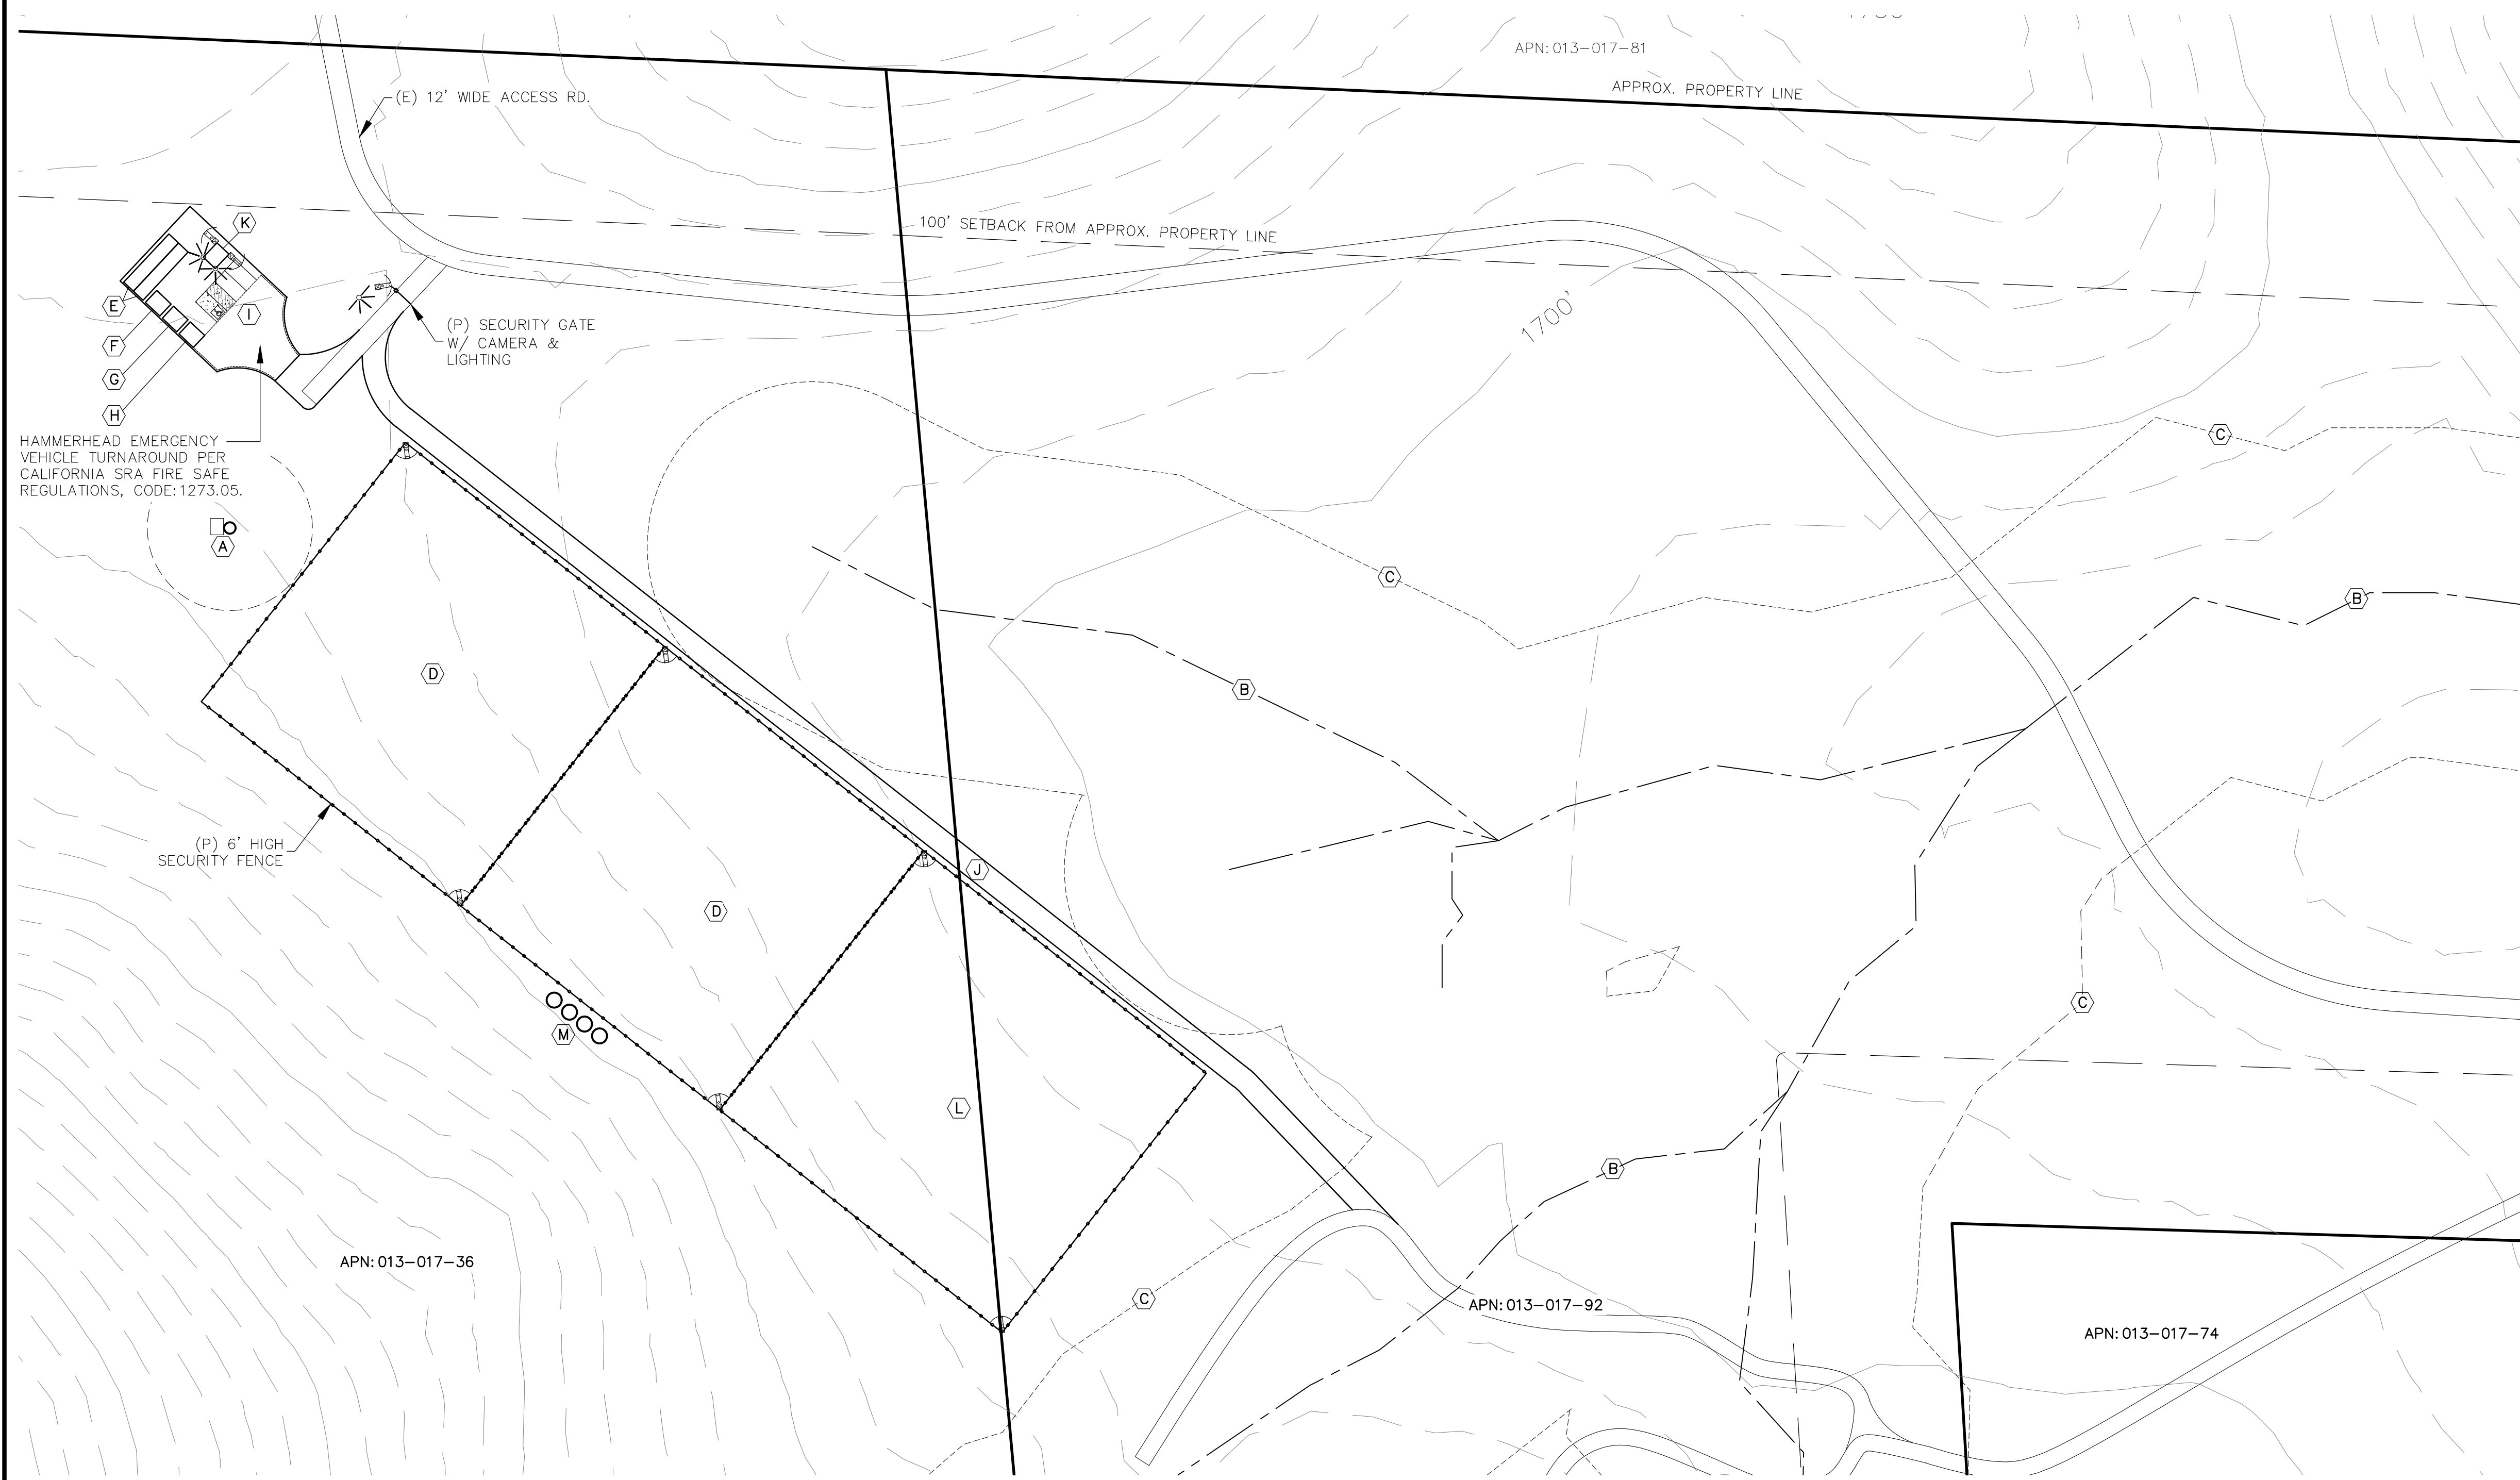 APN: 013-017-81
APPROX. PROPERTY LINE
(E) 12' WIDE ACCESS RD.
100' SETBACK FROM APPROX. PROPERTY LINE
K
E
I
F
G
H
(P) SECURITY GATE
W/ CAMERA &
LIGHTING
1700'
HAMMERHEAD EMERGENCY
VEHICLE TURNAROUND PER
CALIFORNIA SRA FIRE SAFE
REGULATIONS, CODE: 1273.05.
C
A
C
B
D
B
(P) 6' HIGH
SECURITY FENCE
J
D
C
M
L
B
APN: 013-017-36
C
APN: 013-017-92
APN: 013-017-74